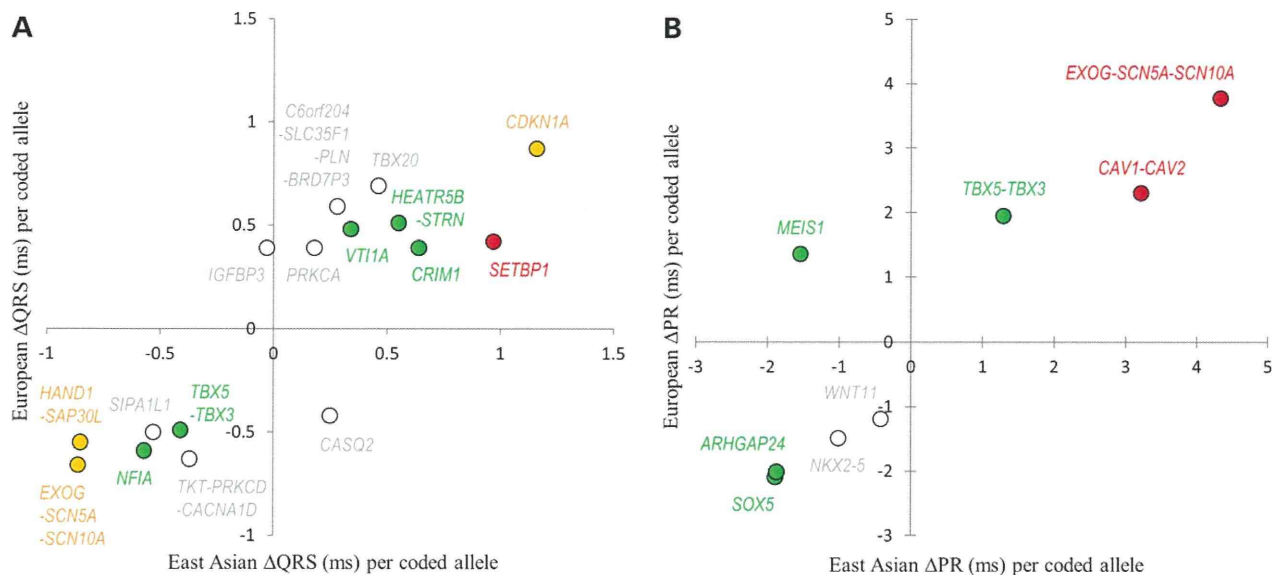 A
1.5
1
0.5
0
-0.5
-1
-1
-0.5
0.5
1
1.5
European ΔQRS (ms) per coded allele
East Asian ΔQRS (ms) per coded allele
C6orf204
-SLC35F1
-PLN
-BRD7P3
TBX20
CDKN1A
HEATR5B
-STRN
VTI1A
CRIM1
SETBP1
IGFBP3
PRKCA
HAND1
-SAP30L
SIPA1L1
TBX5
-TBX3
CASQ2
NFIA
EXOG
-SCN5A
-SCN10A
TKT-PRKCD
-CACNA1D
B
5
4
3
2
1
0
-1
-2
-3
-3
-2
-1
0
1
2
3
4
5
European ΔPR (ms) per coded allele
East Asian ΔPR (ms) per coded allele
EXOG-SCN5A-SCN10A
CAV1-CAV2
TBX5-TBX3
MEIS1
WNT11
NKX2-5
ARHGAP24
SOX5